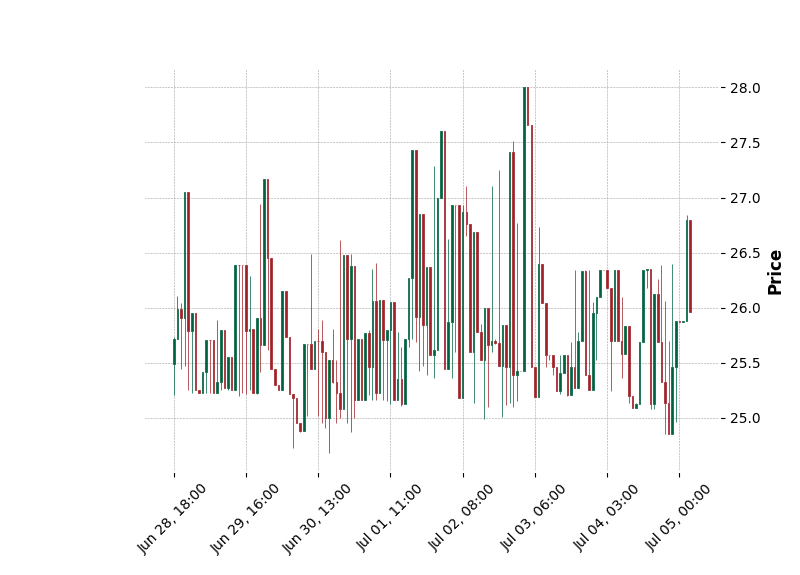 28.0
27.5
27.0
26.5
26.0
25.5
25.0
Price
Jun 28, 18:00
Jun 29, 16:00
Jun 30, 13:00
Jul 01, 11:00
Jul 02, 08:00
Jul 03, 06:00
Jul 04, 03:00
Jul 05, 00:00